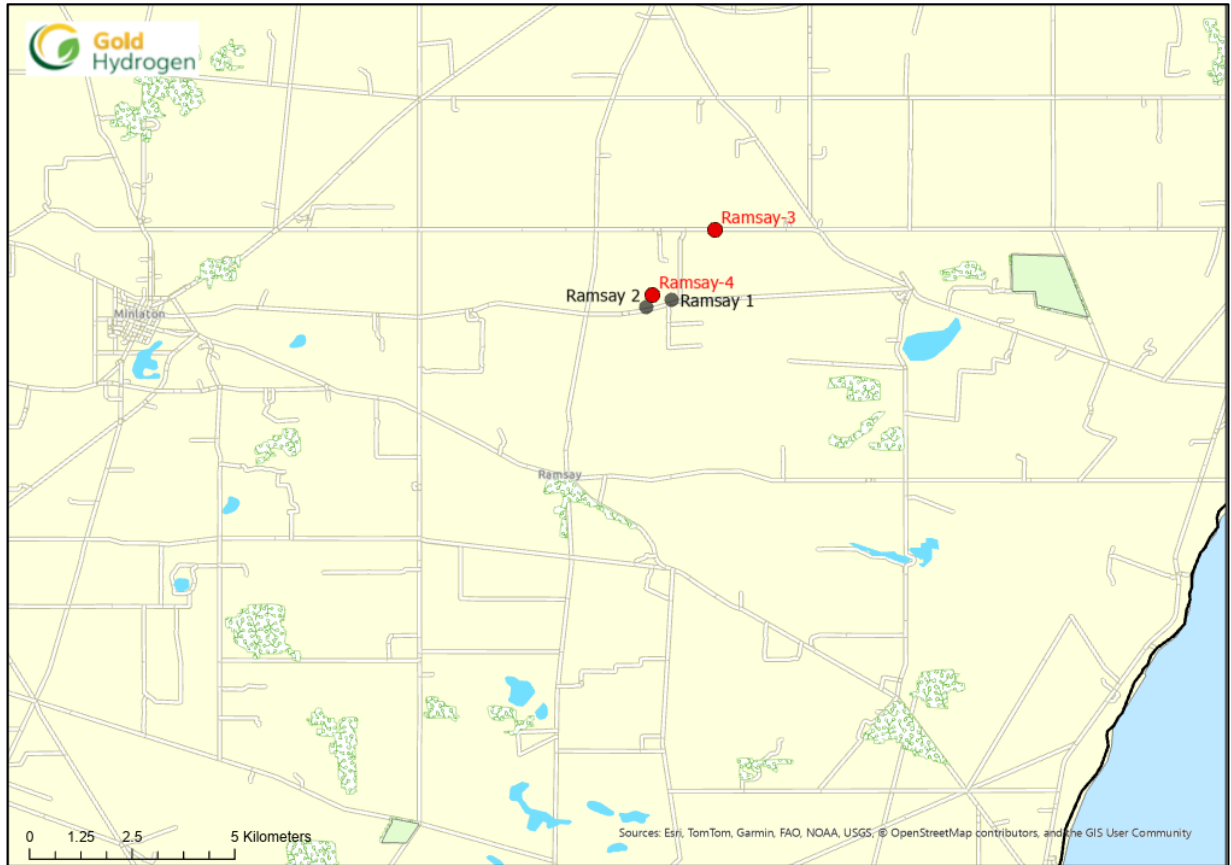 Gold
Hydrogen
Ramsay-3
Ramsay-4
Ramsay 2
Ramsay 1
Minlaton
Ramsay
0 1.25 2.5 5 Kilometers
Sources: Esri, TomTom, Garmin, FAO, NOAA, USGS, © OpenStreetMap contributors, and the GIS User Community